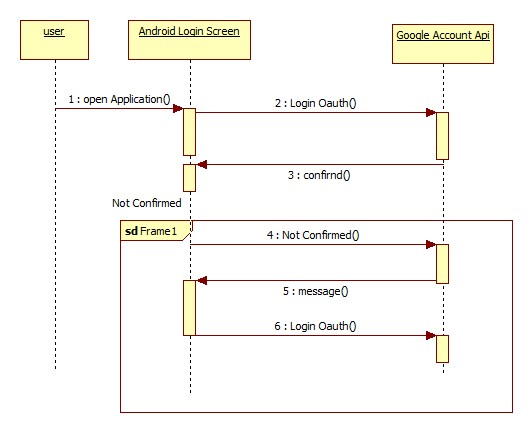 user
Android Login Screen
Google Account Api
1 : open Application()
2 : Login Oauth()
3 : confirnd()
Not Confirmed
sd Frame1
4 : Not Confirmed()
5 : message()
6 : Login Oauth()